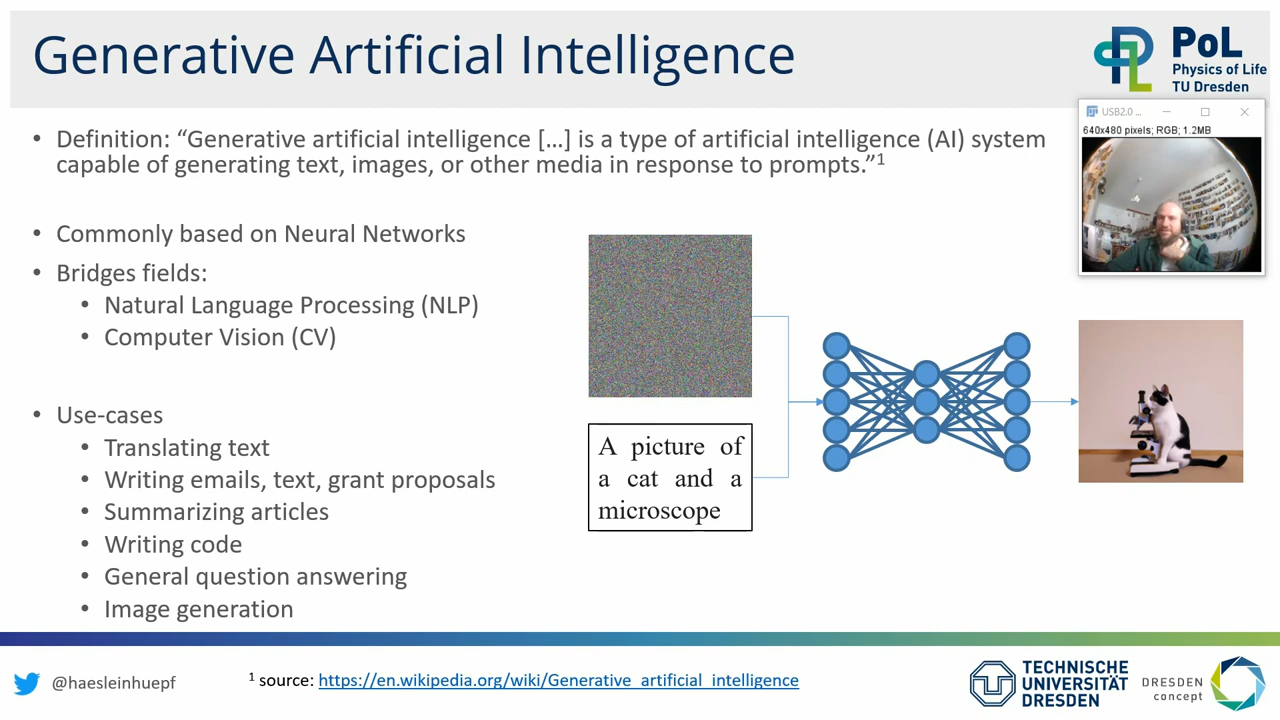 Generative Artificial Intelligence
PoL
Physics of Life
TU Dresden
USB2.0 ...
640x480 pixels; RGB; 1.2MB
• Definition: “Generative artificial intelligence […] is a type of artificial intelligence (AI) system
capable of generating text, images, or other media in response to prompts.”1
• Commonly based on Neural Networks
• Bridges fields:
• Natural Language Processing (NLP)
• Computer Vision (CV)
• Use-cases
• Translating text
• Writing emails, text, grant proposals
• Summarizing articles
• Writing code
• General question answering
• Image generation
A picture of
a cat and a
microscope
@haesleinhuepf
1 source: https://en.wikipedia.org/wiki/Generative_artificial_intelligence
TECHNISCHE
UNIVERSITÄT
DRESDEN
DRESDEN
concept